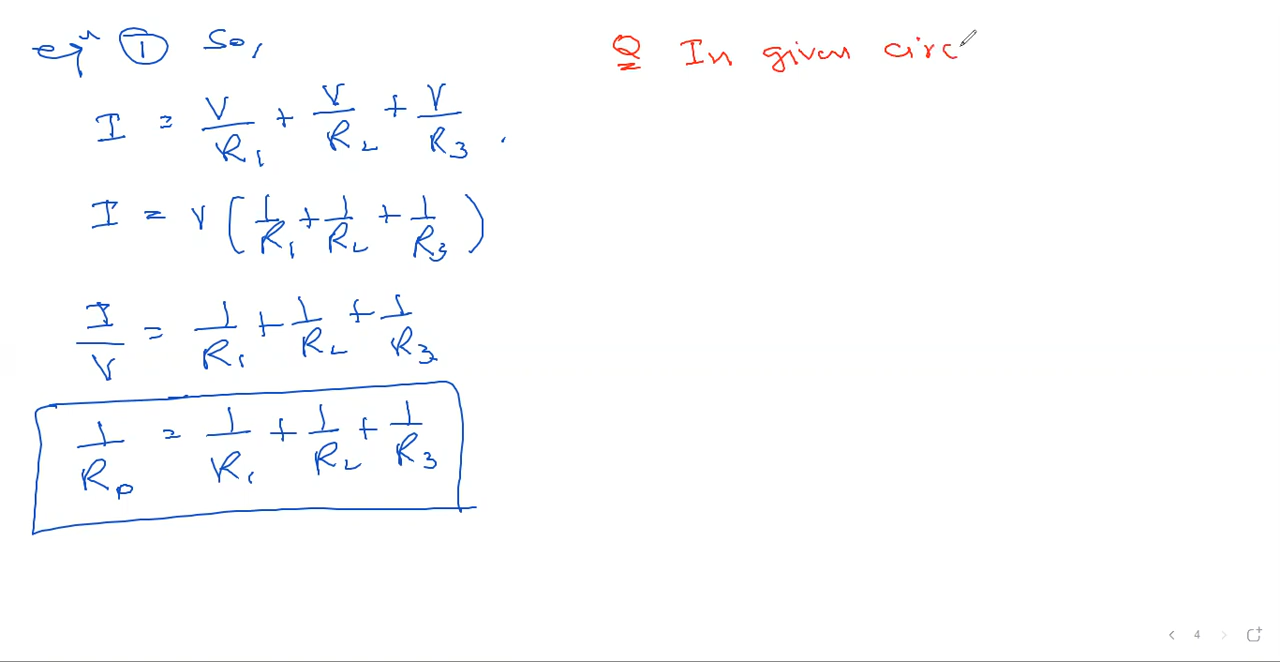 eqⁿ ① So,
I = V/R₁ + V/R₂ + V/R₃.
I = V(1/R₁ + 1/R₂ + 1/R₃)
I/V = 1/R₁ + 1/R₂ + 1/R₃
1/Rₚ = 1/R₁ + 1/R₂ + 1/R₃
Q In given circ
4